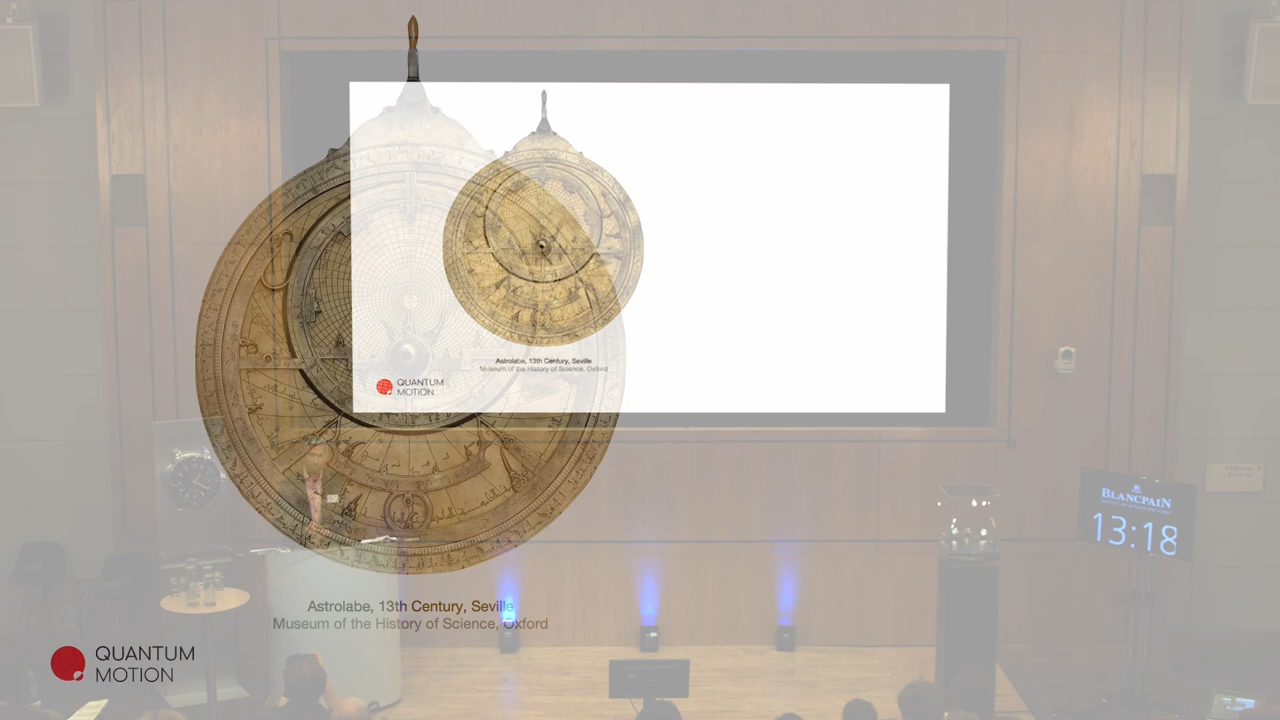 Astrolabe, 13th Century, Seville
Museum of the History of Science, Oxford
QUANTUM
MOTION
BLANCPAIN
13:18
Astrolabe, 13th Century, Seville
Museum of the History of Science, Oxford
QUANTUM
MOTION